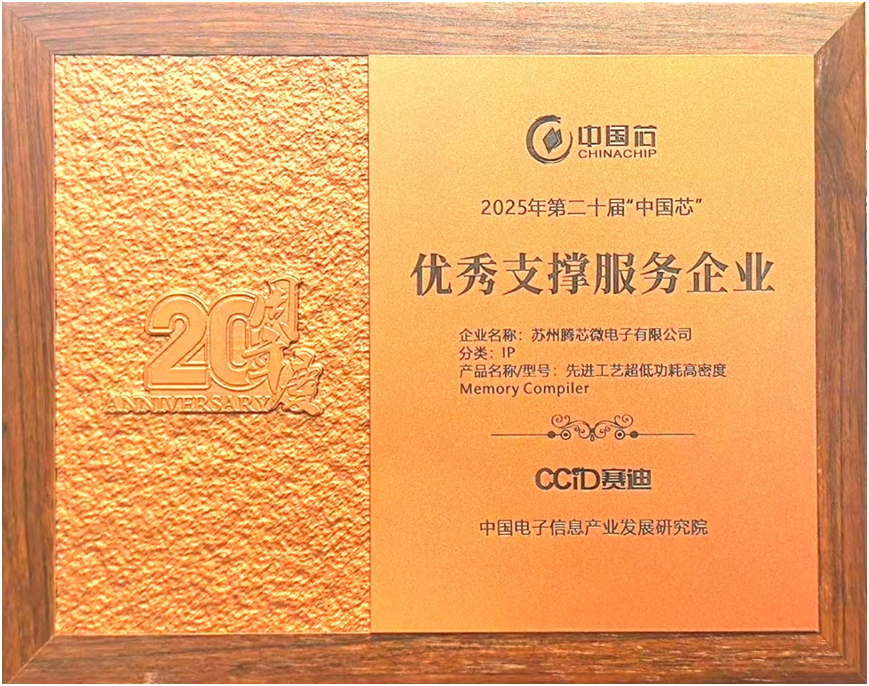 20周年
ANNIVERSARY
中国芯
CHINACHIP
2025年第二十届“中国芯”
优秀支撑服务企业
企业名称：苏州腾芯微电子有限公司
分类：IP
产品名称/型号：先进工艺超低功耗高密度
Memory Compiler
CCID赛迪
中国电子信息产业发展研究院